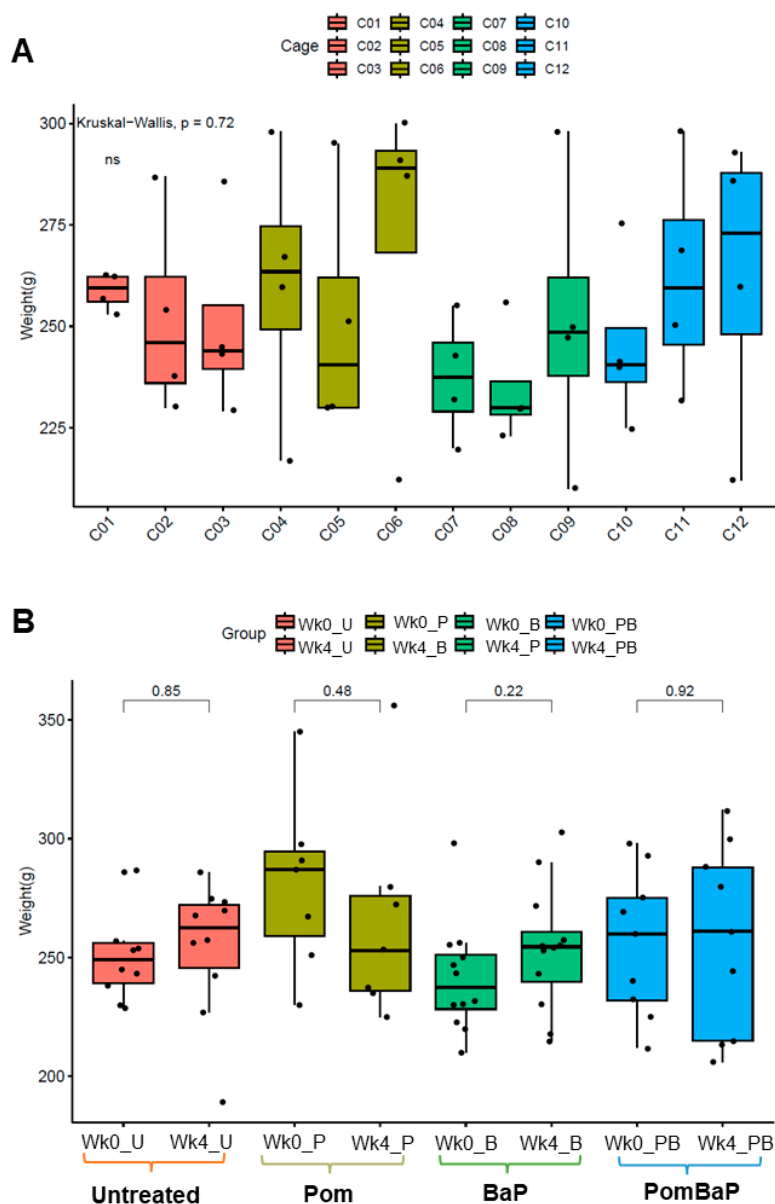 A
Cage C01 C04 C07 C10
C02 C05 C08 C11
C03 C06 C09 C12
Kruskal−Wallis, p = 0.72
ns
Weight(g)
300
275
250
225
C01 C02 C03 C04 C05 C06 C07 C08 C09 C10 C11 C12
B
Group Wk0_U Wk0_P Wk0_B Wk0_PB
Wk4_U Wk4_B Wk4_P Wk4_PB
0.85 0.48 0.22 0.92
Weight(g)
350
300
250
200
Wk0_U Wk4_U Wk0_P Wk4_P Wk0_B Wk4_B Wk0_PB Wk4_PB
Untreated Pom BaP PomBaP